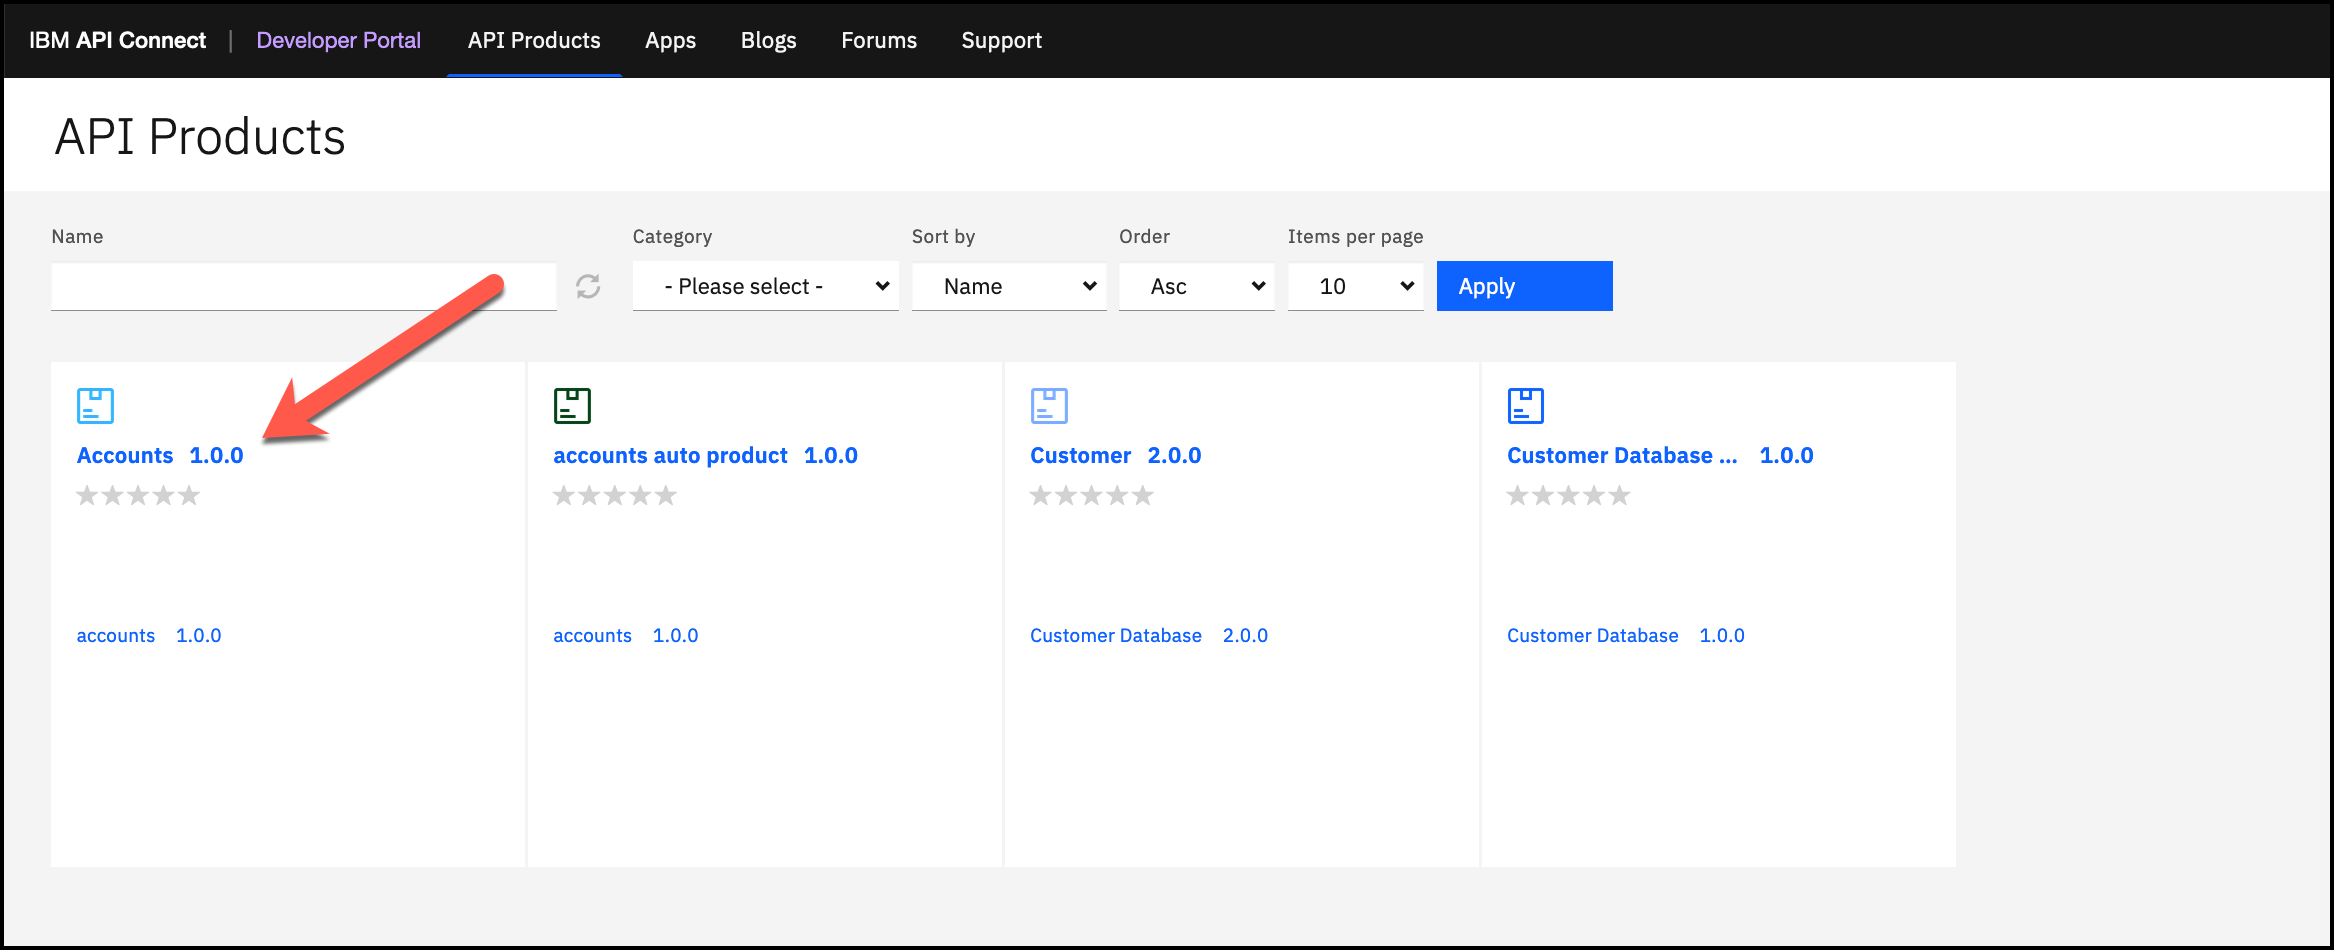 IBM API Connect | Developer Portal API Products Apps Blogs Forums Support
API Products
Name Category Sort by Order Items per page
- Please select - Name Asc 10 Apply
Accounts 1.0.0 accounts auto product 1.0.0 Customer 2.0.0 Customer Database ... 1.0.0
accounts 1.0.0 accounts 1.0.0 Customer Database 2.0.0 Customer Database 1.0.0